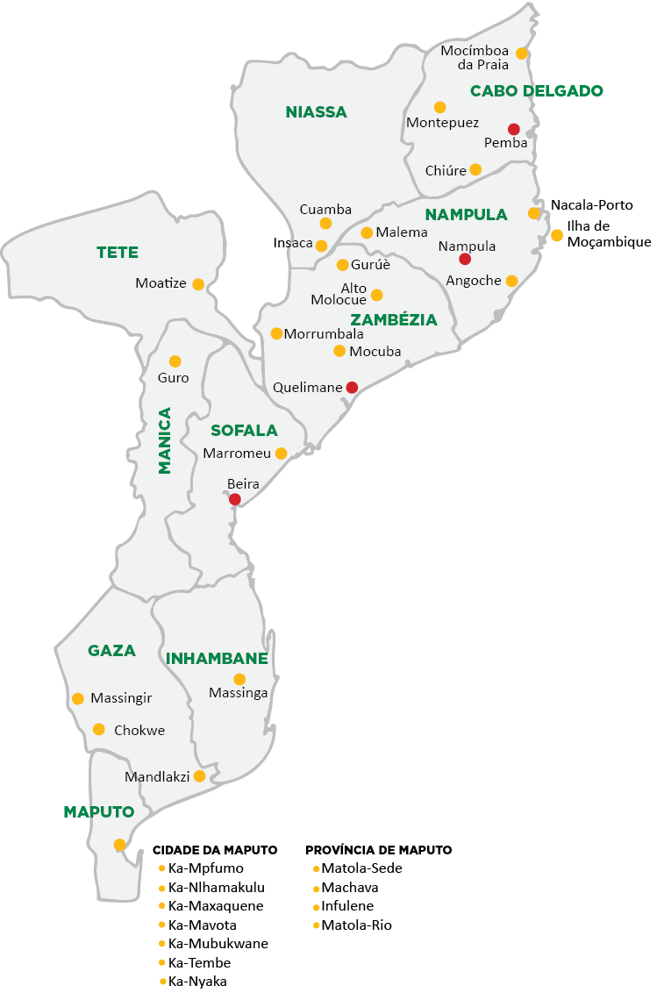 Mocímboa
da Praia
CABO DELGADO
NIASSA
Montepuez
Pemba
Chiúre
Nacala-Porto
Cuamba
NAMPULA
Ilha de
Moçambique
Malema
Insaca
Nampula
TETE
Gurúè
Angoche
Moatize
Alto
Molocue
ZAMBÉZIA
Morrumbala
Mocuba
Guro
Quelimane
MANICA
SOFALA
Marromeu
Beira
GAZA
INHAMBANE
Massinga
Massingir
Chokwe
Mandlakzi
MAPUTO
CIDADE DA MAPUTO
Ka-Mpfumo
Ka-Nlhamakulu
Ka-Maxaquene
Ka-Mavota
Ka-Mubukwane
Ka-Tembe
Ka-Nyaka
PROVÍNCIA DE MAPUTO
Matola-Sede
Machava
Infulene
Matola-Rio